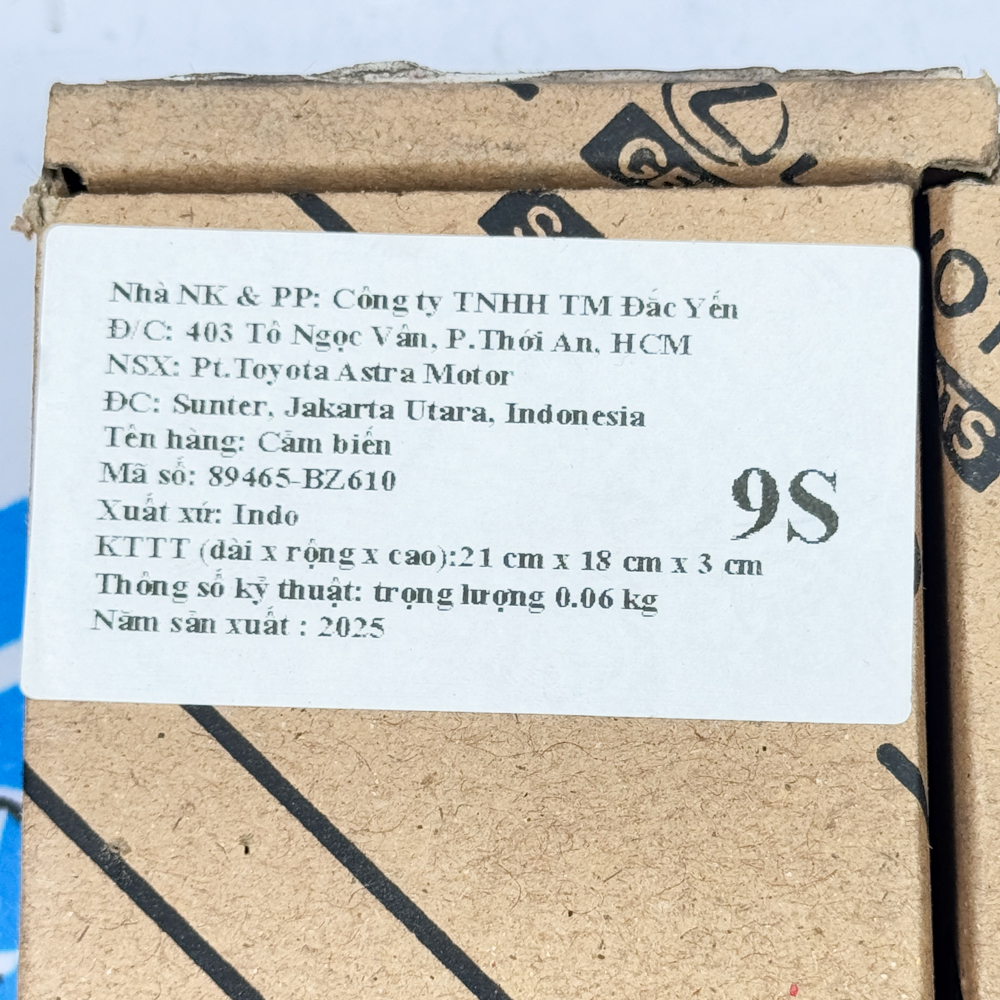 GE
S
Nhà NK & PP: Công ty TNHH TM Đắc Yến
Đ/C: 403 Tô Ngọc Vân, P.Thới An, HCM
NSX: Pt.Toyota Astra Motor
ĐC: Sunter, Jakarta Utara, Indonesia
Tên hàng: Cảm biến
Mã số: 89465-BZ610
Xuất xứ: Indo
9S
KTTT (dài x rộng x cao):21 cm x 18 cm x 3 cm
Thông số kỹ thuật: trọng lượng 0.06 kg
Năm sản xuất : 2025
OY
RTS